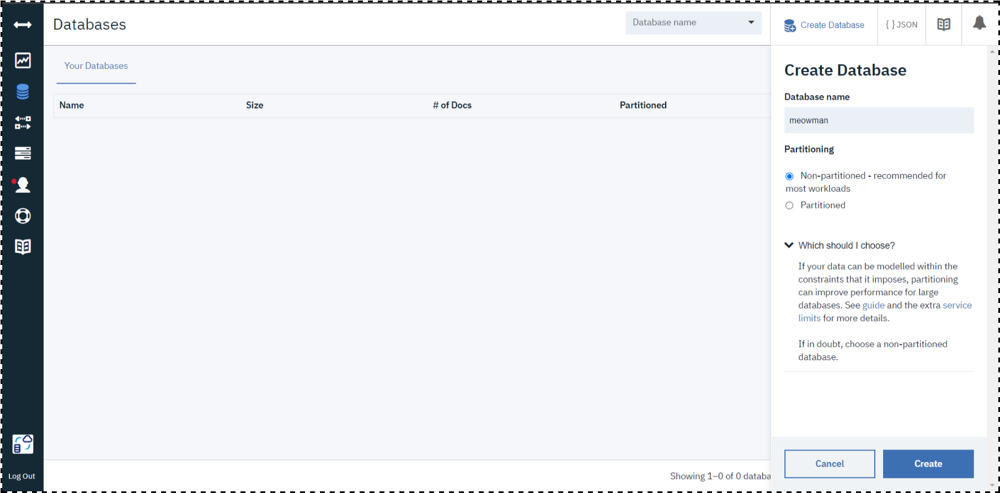 Databases
Database name
Create Database
{ } JSON
Your Databases
Name Size # of Docs Partitioned
Create Database
Database name
meowman
Partitioning
Non-partitioned - recommended for
most workloads
Partitioned
Which should I choose?
If your data can be modelled within the
constraints that it imposes, partitioning
can improve performance for large
databases. See guide and the extra service
limits for more details.
If in doubt, choose a non-partitioned
database.
Cancel
Create
Log Out
Showing 1–0 of 0 databa